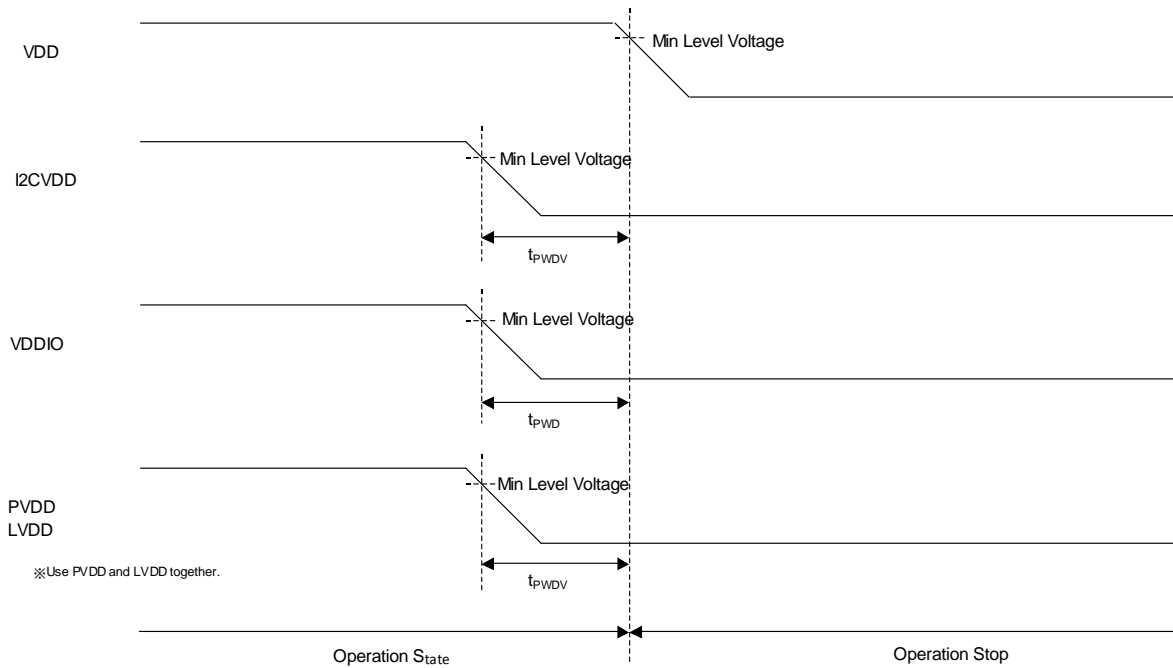 VDD
Min Level Voltage
I2CVDD
Min Level Voltage
tPWDV
VDDIO
Min Level Voltage
tPWD
PVDD
LVDD
Min Level Voltage
※Use PVDD and LVDD together.
tPWDV
Operation State
Operation Stop